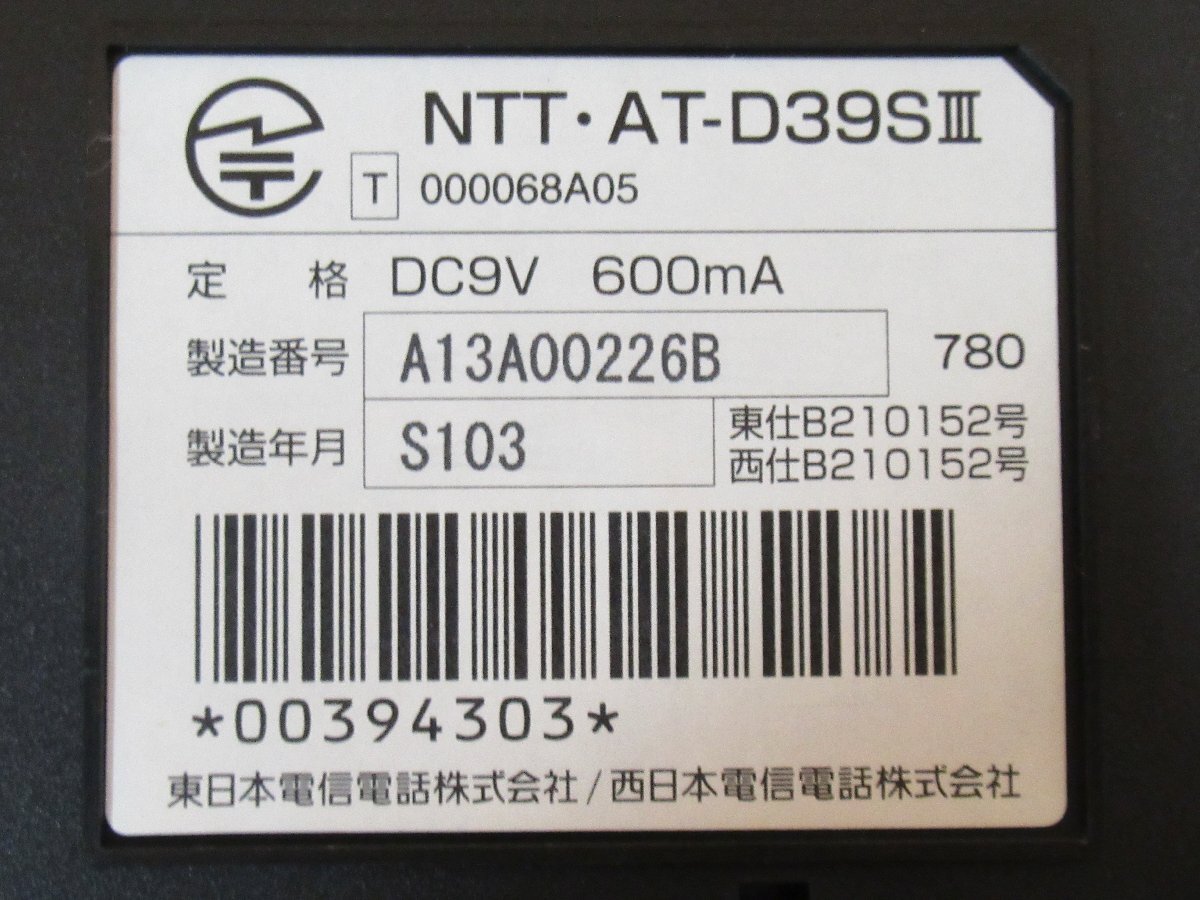 NTT・AT-D39SⅢ
T 000068A05
定 格 DC9V 600mA
製造番号 A13A00226B 780
製造年月 S103 東仕B210152号
西仕B210152号
*00394303*
東日本電信電話株式会社/西日本電信電話株式会社